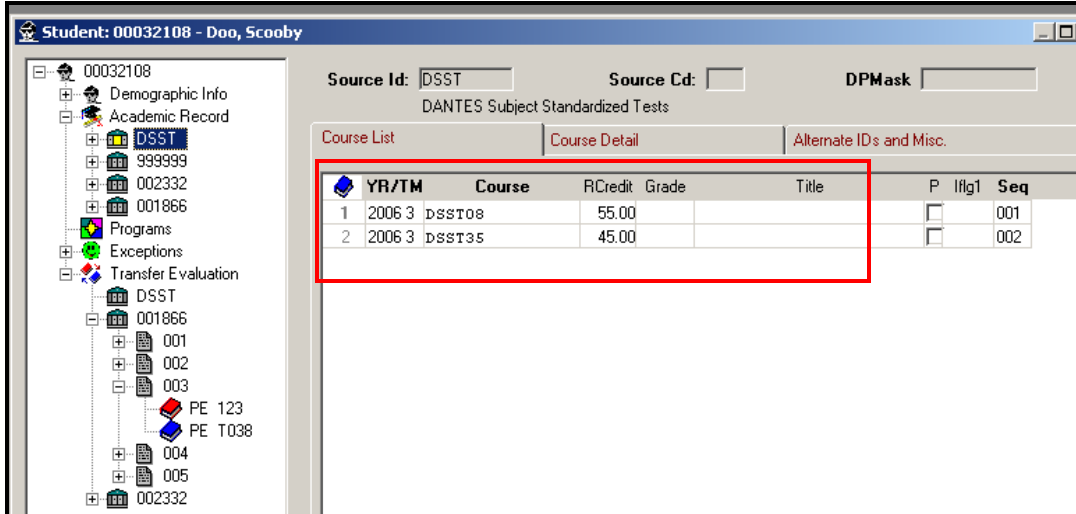 Student: 00032108 - Doo, Scooby
00032108
Demographic Info
Academic Record
DSST
999999
002332
001866
Programs
Exceptions
Transfer Evaluation
DSST
001866
001
002
003
PE 123
PE T038
004
005
002332
Source Id: DSST Source Cd: DPMask
DANTES Subject Standardized Tests
Course List Course Detail Alternate IDs and Misc.
YR/TM Course RCredit Grade Title P Iflg1 Seq
1 2006 3 DSST08 55.00 001
2 2006 3 DSST35 45.00 002